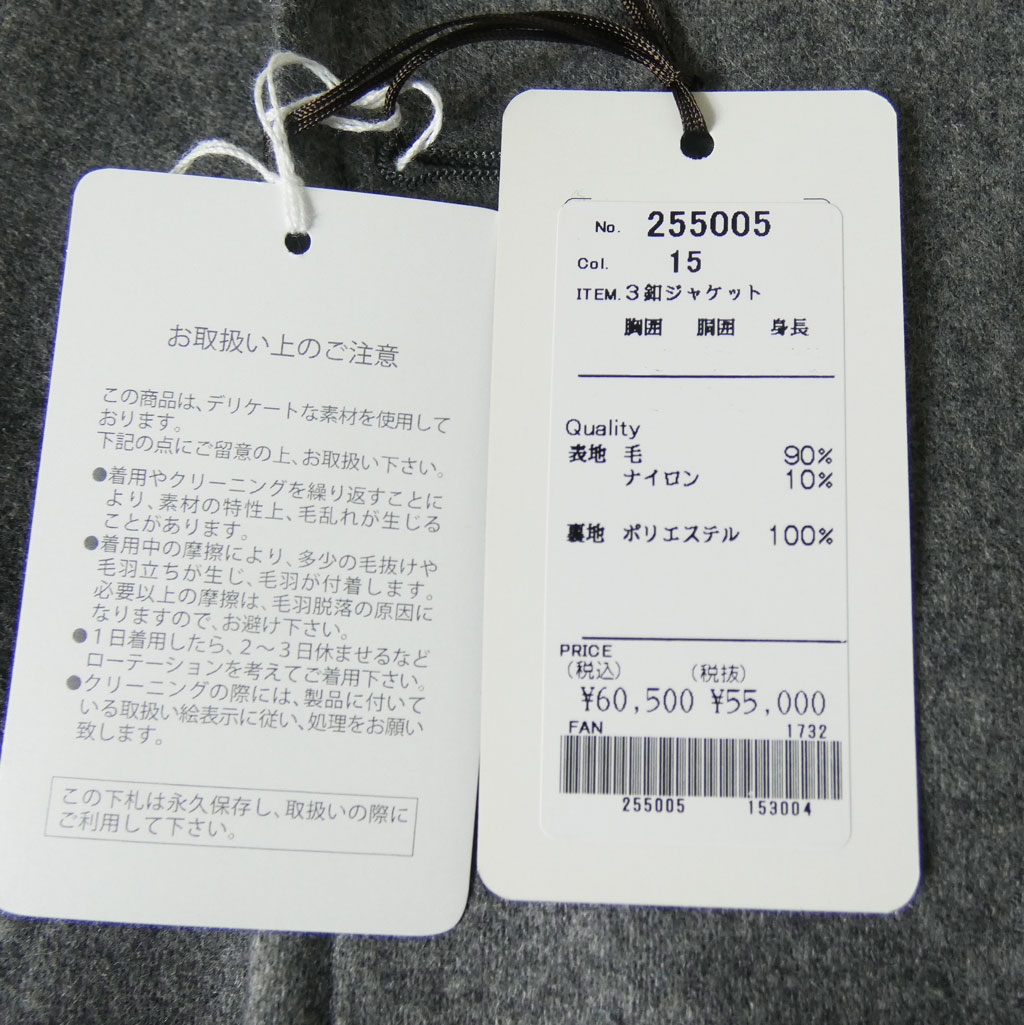 お取扱い上のご注意
この商品は、デリケートな素材を使用して
おります。
下記の点にご留意の上、お取扱い下さい。
●着用やクリーニングを繰り返すことに
より、素材の特性上、毛乱れが生じる
ことがあります。
●着用中の摩擦により、多少の毛抜けや
毛羽立ちが生じ、毛羽が付着します。
必要以上の摩擦は、毛羽脱落の原因に
なりますので、お避け下さい。
●1日着用したら、2〜3日休ませるなど
ローテーションを考えてご着用下さい。
●クリーニングの際には、製品に付いて
いる取扱い絵表示に従い、処理をお願い
致します。
この下札は永久保存し、取扱いの際に
ご利用して下さい。
No. 255005
Col. 15
ITEM. 3釦ジャケット
胸囲 胴囲 身長
Quality
表地 毛 90%
ナイロン 10%
裏地 ポリエステル 100%
PRICE
(税込) (税抜)
¥60,500 ¥55,000
FAN 1732
255005 153004